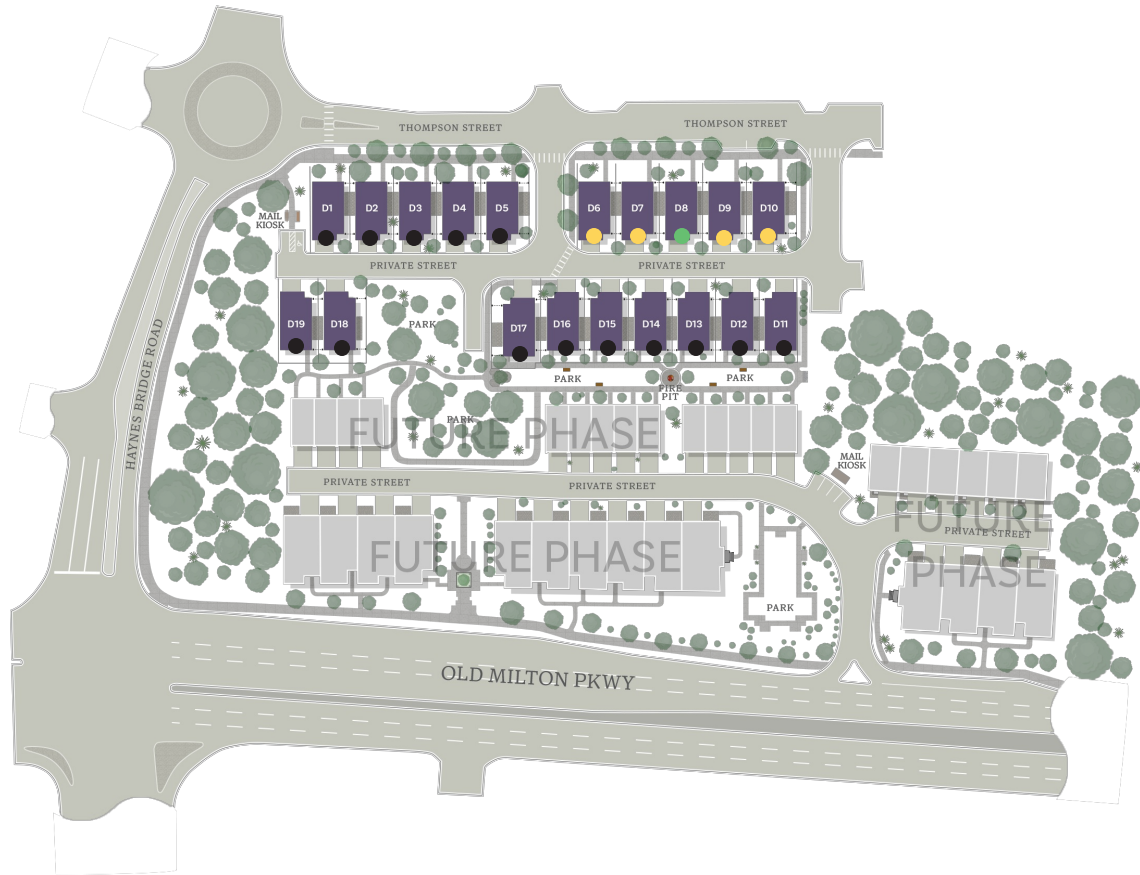 THOMPSON STREET
THOMPSON STREET
D1
D2
D3
D4
D5
D6
D7
D8
D9
D10
MAIL
KIOSK
PRIVATE STREET
PRIVATE STREET
D19
D18
PARK
D17
D16
D15
D14
D13
D12
D11
HAYNES BRIDGE ROAD
PARK
FIRE
PIT
PARK
PARK
FUTURE PHASE
MAIL
KIOSK
PRIVATE STREET
PRIVATE STREET
FUTURE
PRIVATE STREET
PHASE
FUTURE PHASE
PARK
OLD MILTON PKWY